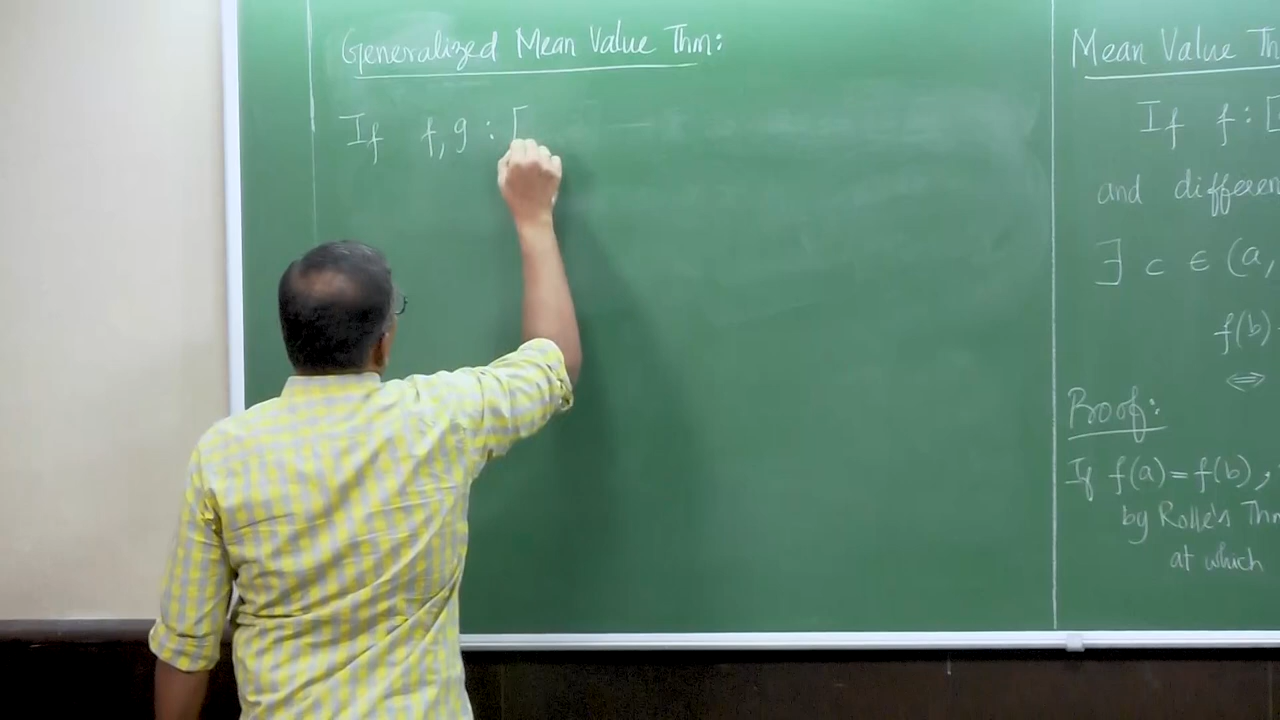 Generalized Mean Value Thm:
If f, g : [
Mean Value Th
If f : [
and differen
∃ c ∈ (a,
f(b)
⇔
Proof:
If f(a) = f(b),
by Rolle's Thm
at which